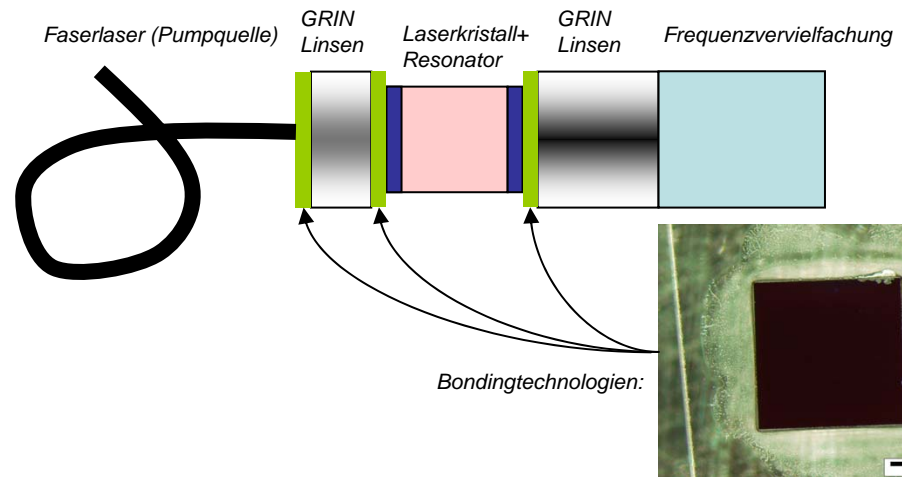 Faserlaser (Pumpquelle)
GRIN
Linsen
Laserkristall+
Resonator
GRIN
Linsen
Frequenzvervielfachung
Bondingtechnologien: